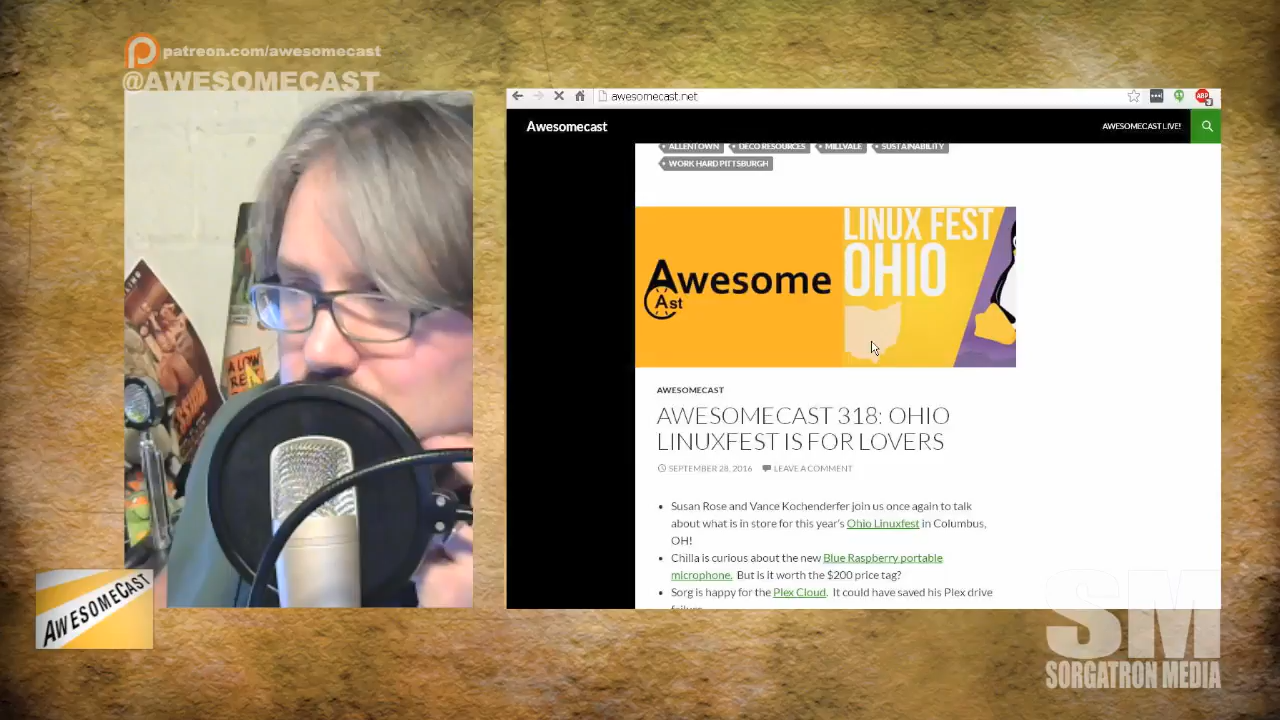 patreon.com/awesomecast
@AWESOMECAST
awesomecast.net
ABP
Awesomecast
AWESOMECAST LIVE!
ALLENTOWN
DECO RESOURCES
MILLVALE
SUSTAINABILITY
WORK HARD PITTSBURGH
Awesome
Cast
LINUX FEST
OHIO
AWESOMECAST
AWESOMECAST 318: OHIO
LINUXFEST IS FOR LOVERS
SEPTEMBER 28, 2016 LEAVE A COMMENT
Susan Rose and Vance Kochenderfer join us once again to talk
about what is in store for this year's Ohio Linuxfest in Columbus,
OH!
Chilla is curious about the new Blue Raspberry portable
microphone. But is it worth the $200 price tag?
Sorg is happy for the Plex Cloud. It could have saved his Plex drive
failure
AWESOMECAST
SM
SORGATRON MEDIA